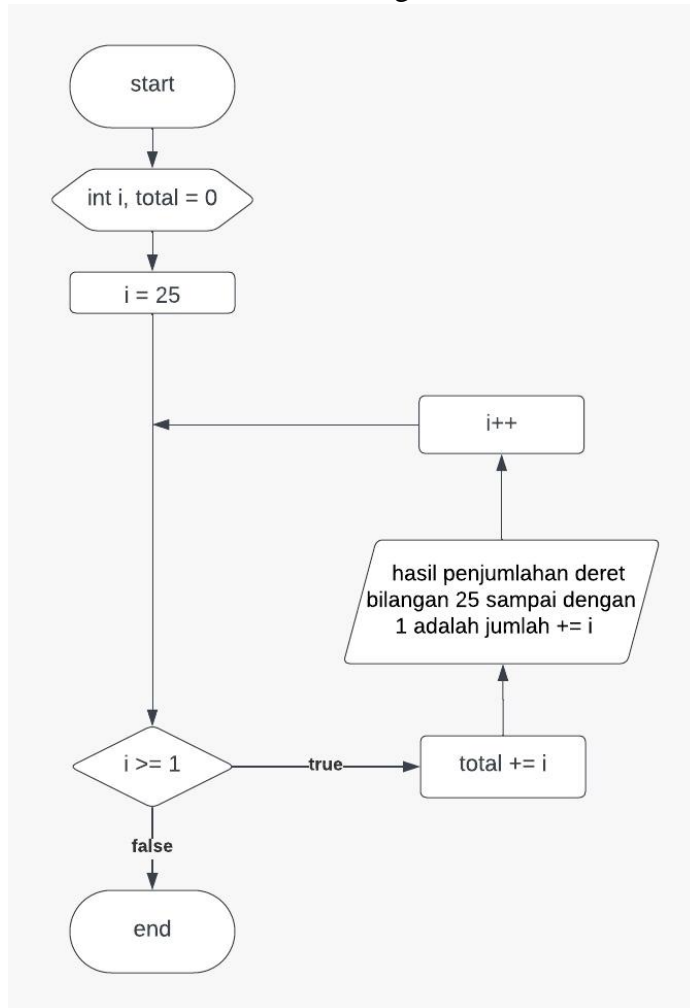 start
int i, total = 0
i = 25
i++
hasil penjumlahan deret
bilangan 25 sampai dengan
1 adalah jumlah += i
i >= 1
true
total += i
false
end